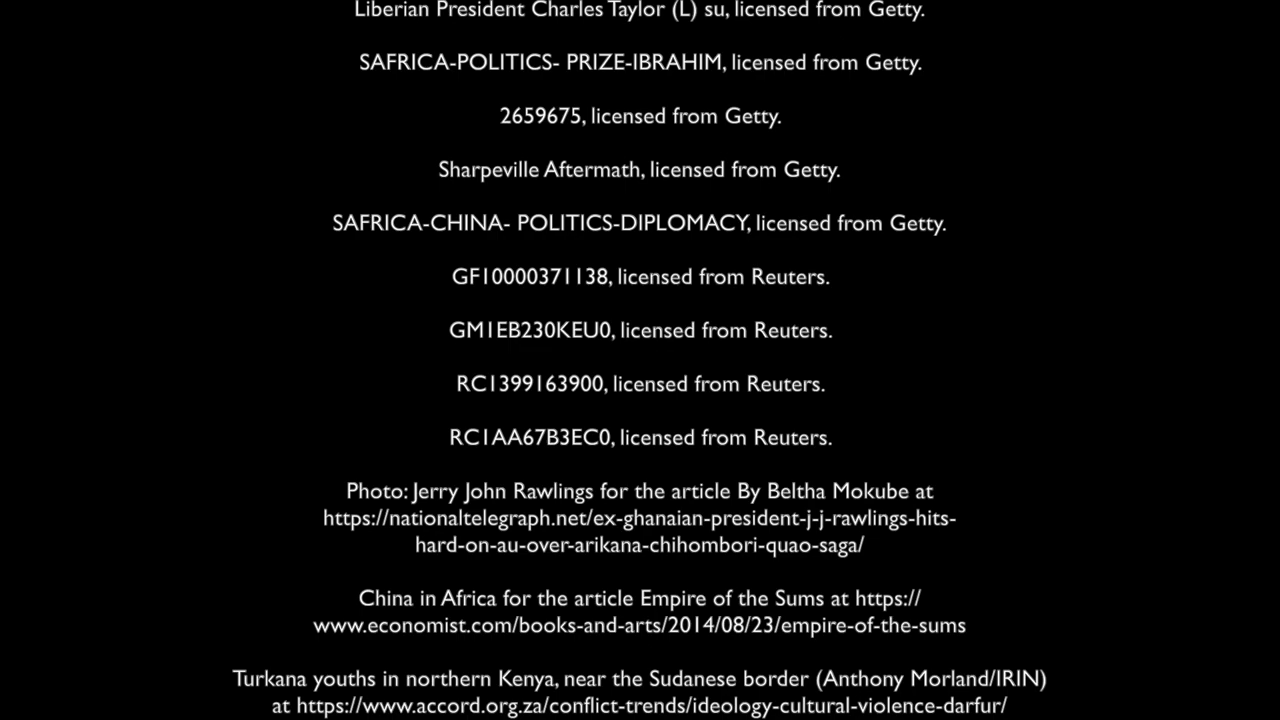 Liberian President Charles Taylor (L) su, licensed from Getty.
SAFRICA-POLITICS- PRIZE-IBRAHIM, licensed from Getty.
2659675, licensed from Getty.
Sharpeville Aftermath, licensed from Getty.
SAFRICA-CHINA- POLITICS-DIPLOMACY, licensed from Getty.
GF10000371138, licensed from Reuters.
GM1EB230KEU0, licensed from Reuters.
RC1399163900, licensed from Reuters.
RC1AA67B3EC0, licensed from Reuters.
Photo: Jerry John Rawlings for the article By Beltha Mokube at
https://nationaltelegraph.net/ex-ghanaian-president-j-j-rawlings-hits-
hard-on-au-over-arikana-chihombori-quao-saga/
China in Africa for the article Empire of the Sums at https://
www.economist.com/books-and-arts/2014/08/23/empire-of-the-sums
Turkana youths in northern Kenya, near the Sudanese border (Anthony Morland/IRIN)
at https://www.accord.org.za/conflict-trends/ideology-cultural-violence-darfur/